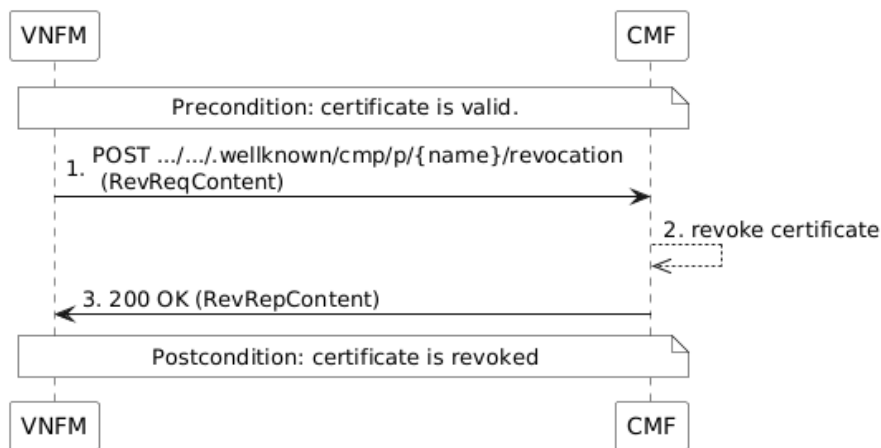 VNFM CMF
Precondition: certificate is valid.
1. POST .../.../.wellknown/cmp/p/{name}/revocation
(RevReqContent)
2. revoke certificate
3. 200 OK (RevRepContent)
Postcondition: certificate is revoked
VNFM CMF